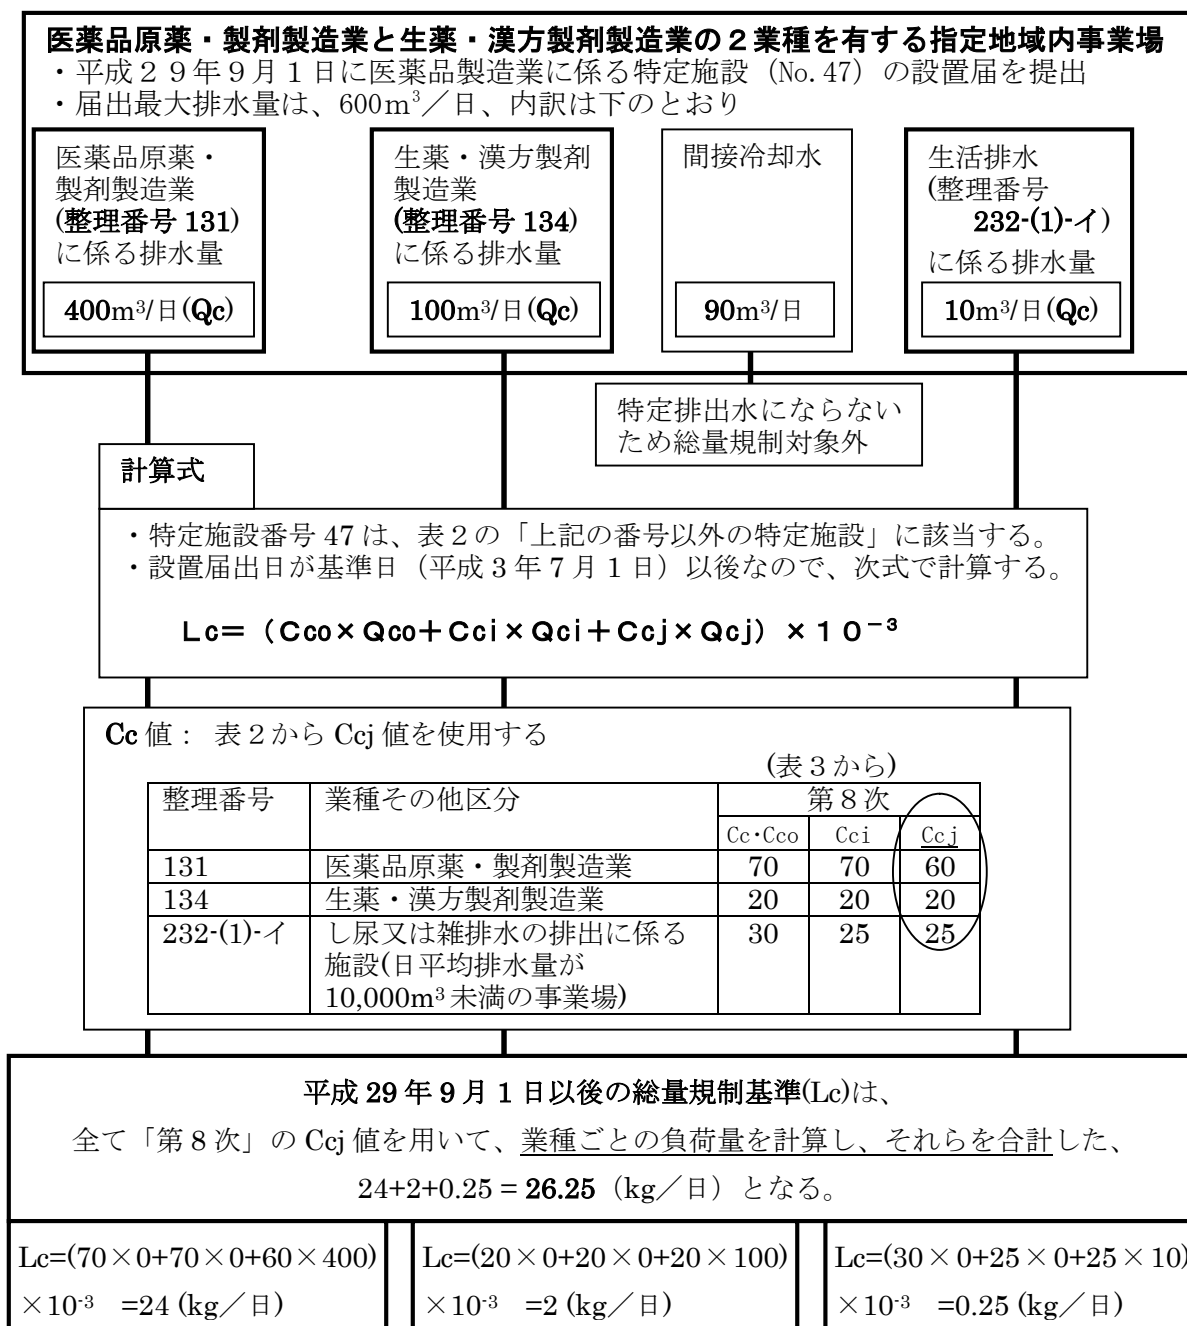 医薬品原薬・製剤製造業と生薬・漢方製剤製造業の２業種を有する指定地域内事業場
・平成２９年９月１日に医薬品製造業に係る特定施設（No.47）の設置届を提出
・届出最大排水量は、600m³／日、内訳は下のとおり
医薬品原薬・
製剤製造業
(整理番号 131)
に係る排水量
400m³/日(Qc)
生薬・漢方製剤
製造業
(整理番号 134)
に係る排水量
100m³/日(Qc)
間接冷却水
90m³/日
生活排水
(整理番号
232-(1)-イ)
に係る排水量
10m³/日(Qc)
特定排出水にならない
ため総量規制対象外
計算式
・特定施設番号 47 は、表２の「上記の番号以外の特定施設」に該当する。
・設置届出日が基準日（平成３年７月１日）以後なので、次式で計算する。
Ｌc＝（Ｃco×Ｑco＋Ｃci×Ｑci＋Ｃcj×Ｑcj）×１０⁻³
Cc 値： 表２から Ccj 値を使用する
(表３から)
整理番号 業種その他区分 第８次
Cc・Cco Cci Ccj
131 医薬品原薬・製剤製造業 70 70 60
134 生薬・漢方製剤製造業 20 20 20
232-(1)-イ し尿又は雑排水の排出に係る 30 25 25
施設(日平均排水量が
10,000m³未満の事業場)
平成 29 年 9 月 1 日以後の総量規制基準(Lc)は、
全て「第８次」の Ccj 値を用いて、業種ごとの負荷量を計算し、それらを合計した、
24+2+0.25 = 26.25（kg／日）となる。
Lc=(70×0+70×0+60×400)
×10⁻³ =24 (kg／日)
Lc=(20×0+20×0+20×100)
×10⁻³ =2 (kg／日)
Lc=(30×0+25×0+25×10)
×10⁻³ =0.25 (kg／日)